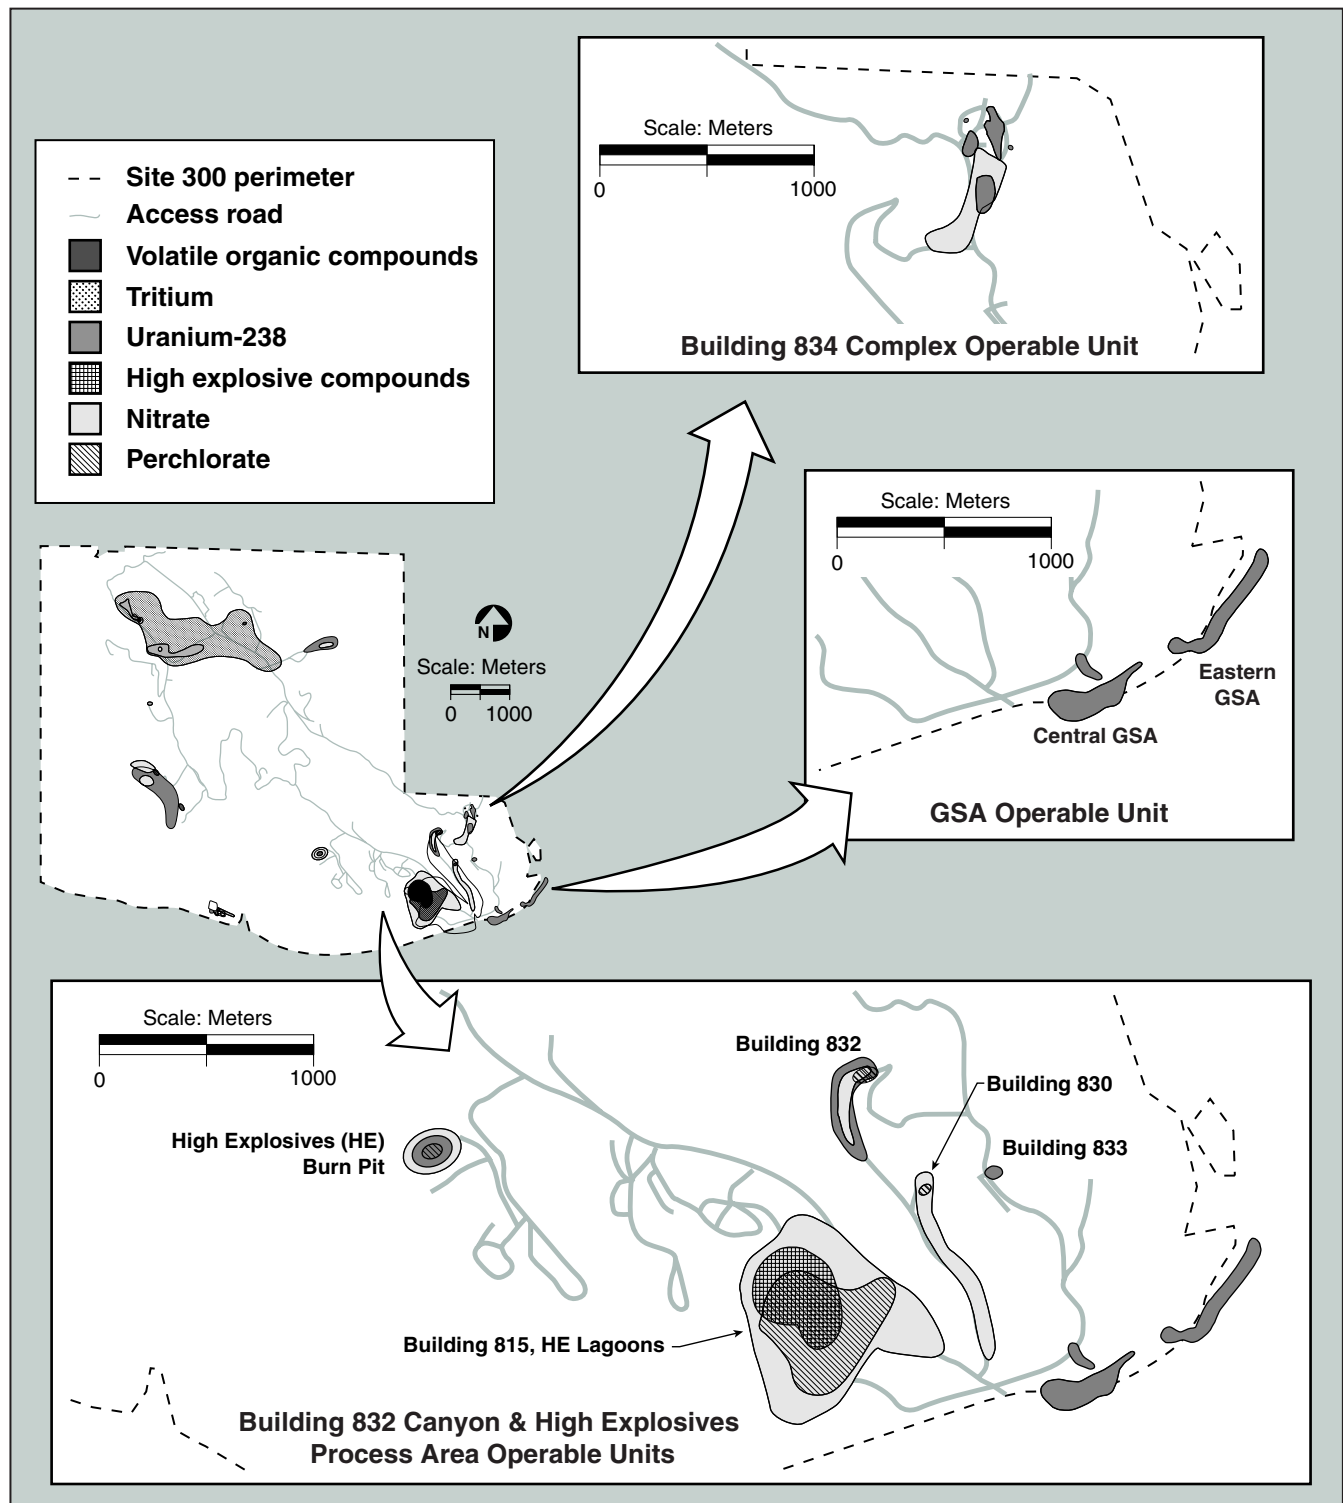 Scale: Meters
0
1000
Building 834 Complex Operable Unit
Site 300 perimeter
Access road
Volatile organic compounds
Tritium
Uranium-238
High explosive compounds
Nitrate
Perchlorate
Scale: Meters
0
1000
Eastern
GSA
Central GSA
GSA Operable Unit
N
Scale: Meters
0
1000
Scale: Meters
0
1000
Building 832
Building 830
High Explosives (HE)
Burn Pit
Building 833
Building 815, HE Lagoons
Building 832 Canyon & High Explosives
Process Area Operable Units